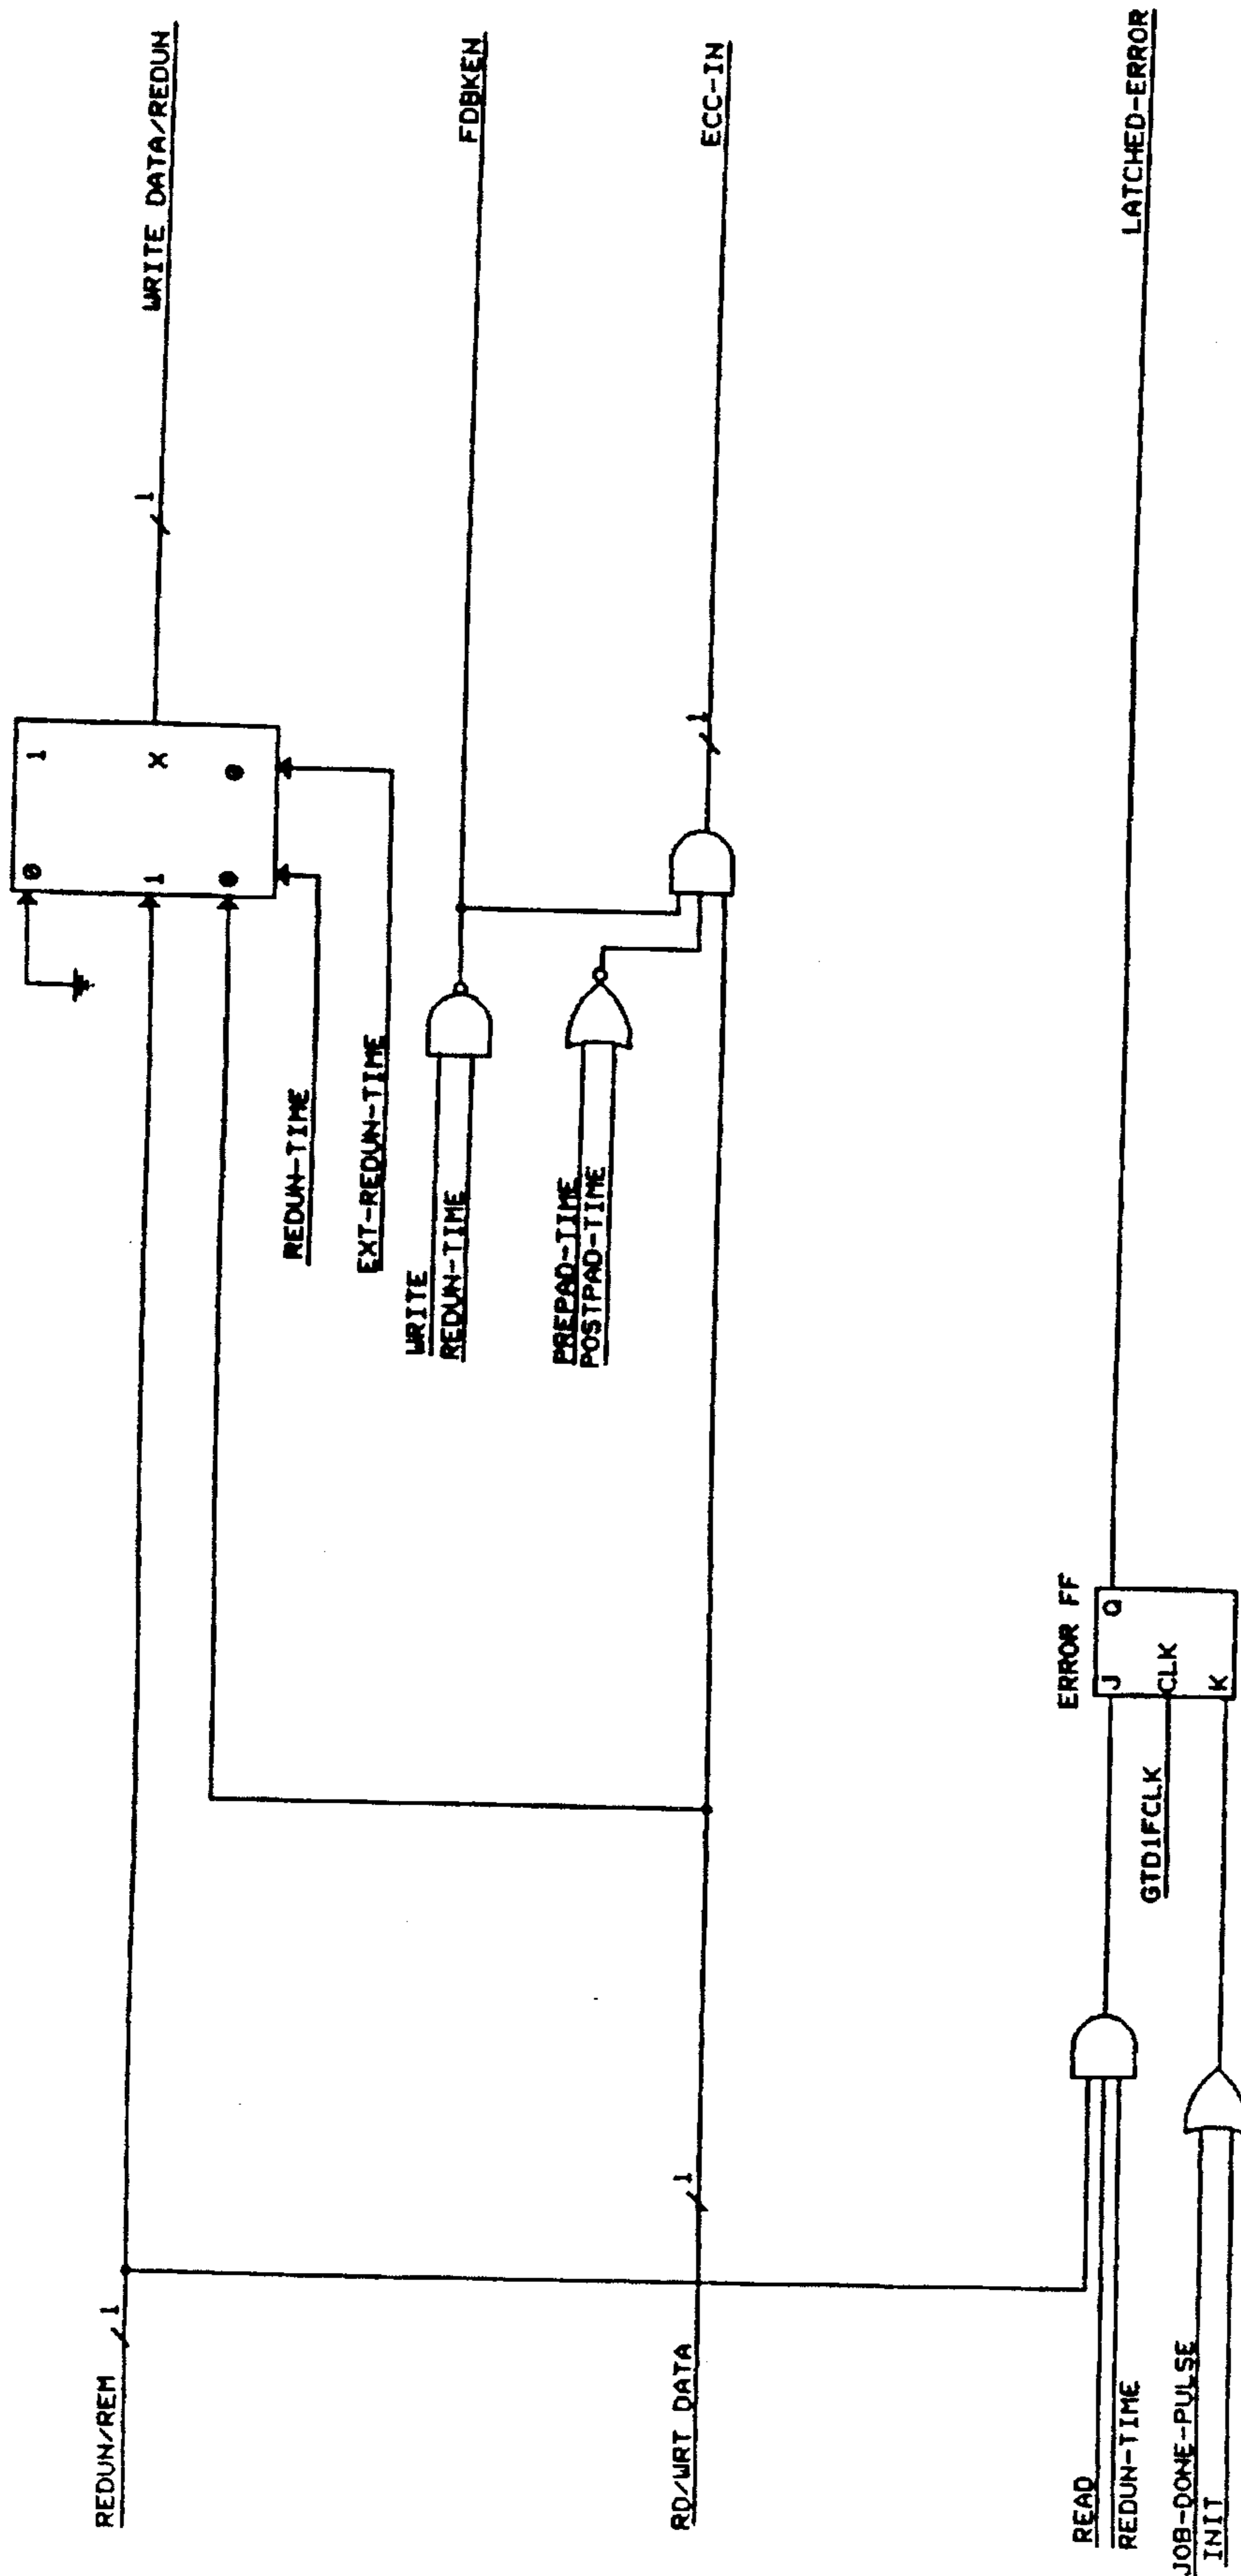 REDUN/REM
1
0
1
1
X
0
0
1
WRITE DATA/REDUN
REDUN-TIME
EXT-REDUN-TIME
WRITE
REDUN-TIME
FDBKEN
PREPAD-TIME
POSTPAD-TIME
RD/WRT DATA
1
1
ECC-IN
ERROR FF
READ
REDUN-TIME
J
Q
LATCHED-ERROR
GTD1FCLK
CLK
JOB-DONE-PULSE
INIT
K